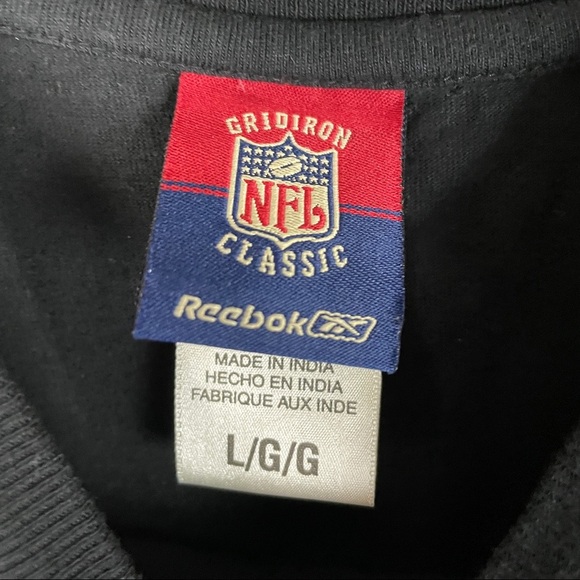 GRIDIRON
NFL
CLASSIC
Reebok
MADE IN INDIA
HECHO EN INDIA
FABRIQUE AUX INDE
L/G/G